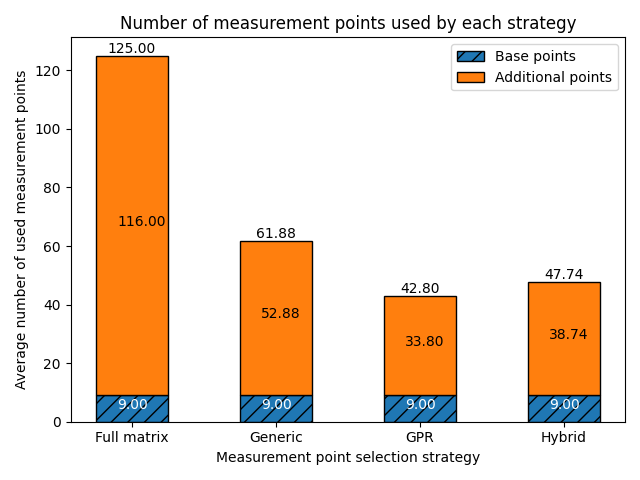 Number of measurement points used by each strategy
Average number of used measurement points
0
20
40
60
80
100
120
Base points
Additional points
125.00
116.00
9.00
61.88
52.88
9.00
42.80
33.80
9.00
47.74
38.74
9.00
Full matrix
Generic
GPR
Hybrid
Measurement point selection strategy